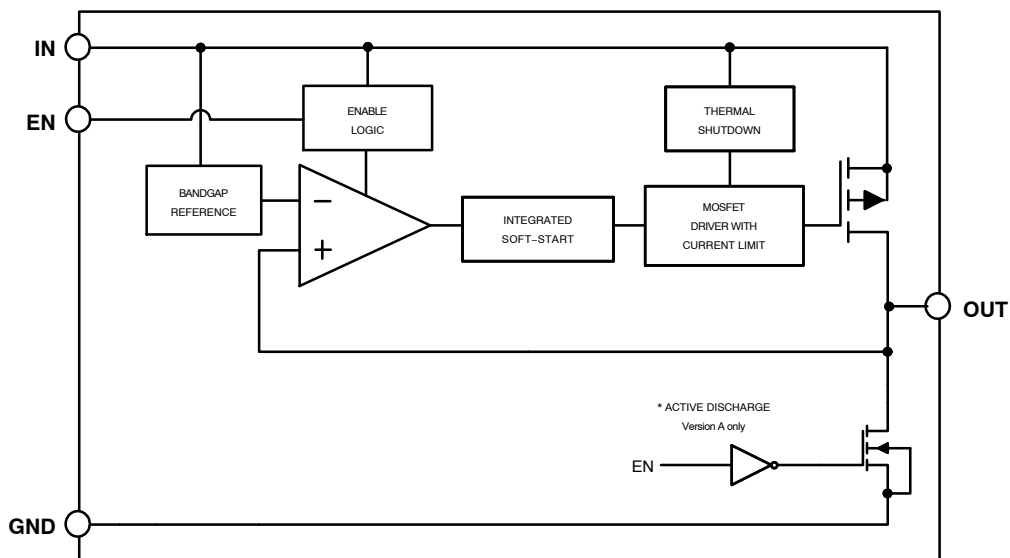 IN
EN
ENABLE
LOGIC
THERMAL
SHUTDOWN
BANDGAP
REFERENCE
−
+
INTEGRATED
SOFT−START
MOSFET
DRIVER WITH
CURRENT LIMIT
OUT
* ACTIVE DISCHARGE
Version A only
EN
GND